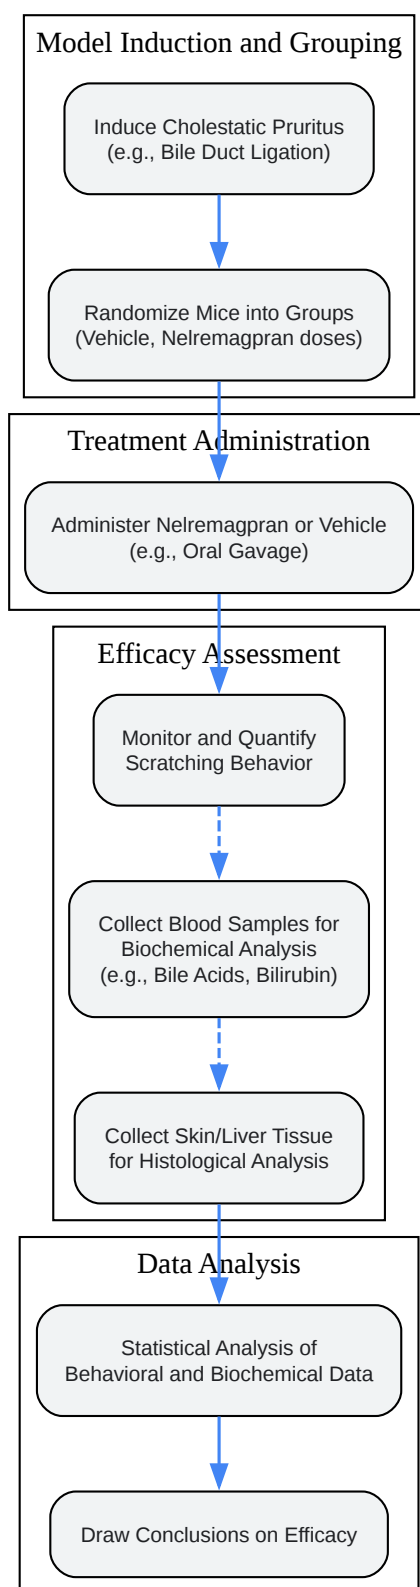 Model Induction and Grouping
Induce Cholestatic Pruritus
(e.g., Bile Duct Ligation)
Randomize Mice into Groups
(Vehicle, Nelremagpran doses)
Treatment Administration
Administer Nelremagpran or Vehicle
(e.g., Oral Gavage)
Efficacy Assessment
Monitor and Quantify
Scratching Behavior
Collect Blood Samples for
Biochemical Analysis
(e.g., Bile Acids, Bilirubin)
Collect Skin/Liver Tissue
for Histological Analysis
Data Analysis
Statistical Analysis of
Behavioral and Biochemical Data
Draw Conclusions on Efficacy